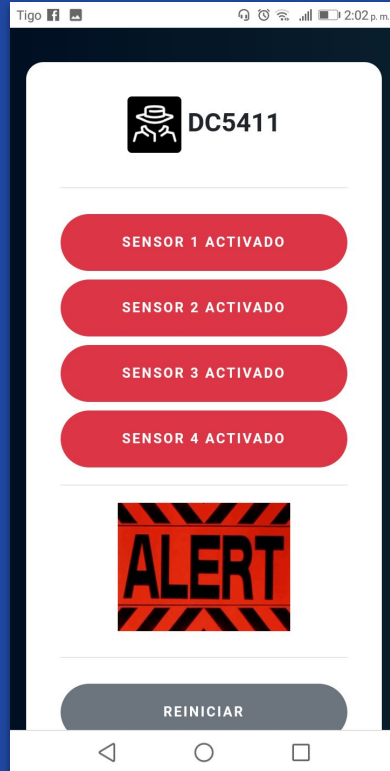 Tigo
2:02 p. m.
DC5411
SENSOR 1 ACTIVADO
SENSOR 2 ACTIVADO
SENSOR 3 ACTIVADO
SENSOR 4 ACTIVADO
ALERT
REINICIAR